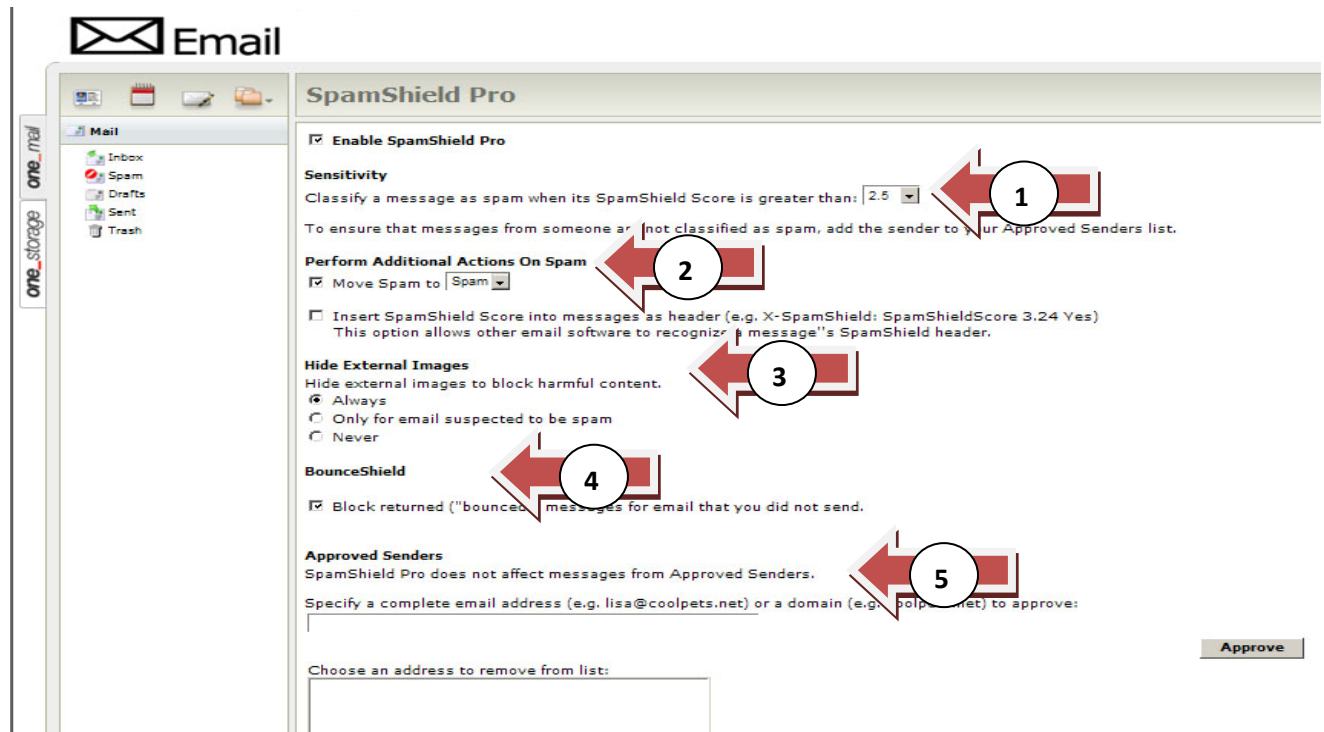 Email
one_mail
one_storage
Mail
Inbox
Spam
Drafts
Sent
Trash
SpamShield Pro
Enable SpamShield Pro
Sensitivity
Classify a message as spam when its SpamShield Score is greater than: 2.5
1
To ensure that messages from someone are not classified as spam, add the sender to your Approved Senders list.
Perform Additional Actions On Spam
2
Move Spam to Spam
Insert SpamShield Score into messages as header (e.g. X-SpamShield: SpamShieldScore 3.24 Yes)
This option allows other email software to recognize a message''s SpamShield header.
Hide External Images
3
Hide external images to block harmful content.
Always
Only for email suspected to be spam
Never
BounceShield
4
Block returned ("bounced") messages for email that you did not send.
Approved Senders
SpamShield Pro does not affect messages from Approved Senders.
5
Specify a complete email address (e.g. lisa@coolpets.net) or a domain (e.g. coolpets.net) to approve:
Approve
Choose an address to remove from list: